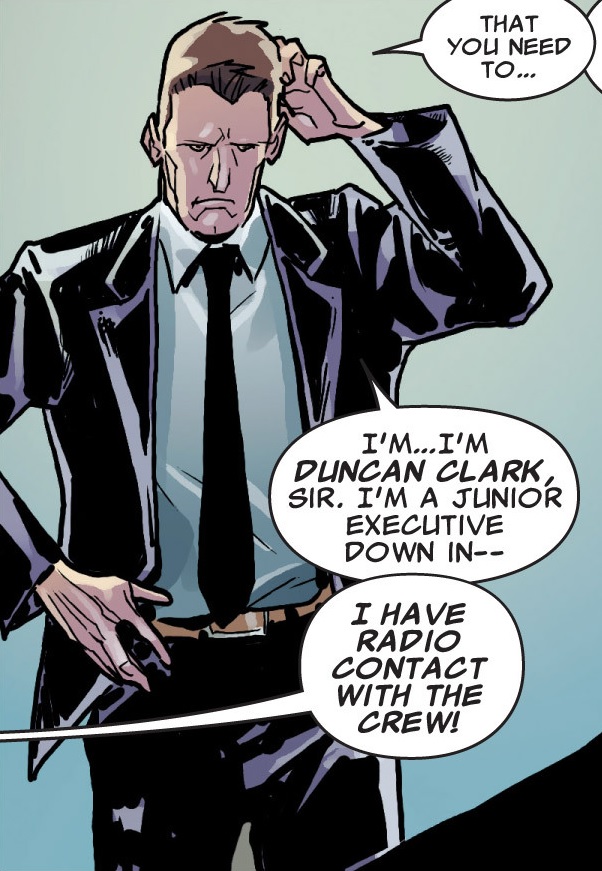 THAT
YOU NEED
TO...
I'M...I'M
DUNCAN CLARK,
SIR. I'M A JUNIOR
EXECUTIVE
DOWN IN--
I HAVE
RADIO
CONTACT
WITH THE
CREW!